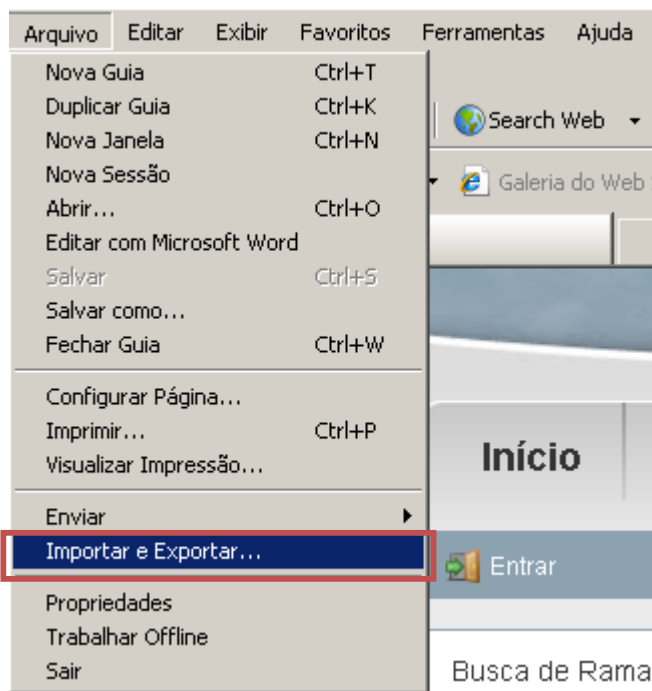 Arquivo Editar Exibir Favoritos Ferramentas Ajuda
Nova Guia Ctrl+T
Duplicar Guia Ctrl+K
Nova Janela Ctrl+N
Nova Sessão
Abrir... Ctrl+O
Editar com Microsoft Word
Salvar Ctrl+S
Salvar como...
Fechar Guia Ctrl+W
Configurar Página...
Imprimir... Ctrl+P
Visualizar Impressão...
Enviar
Importar e Exportar...
Propriedades
Trabalhar Offline
Sair
Search Web
Galeria do Web
Início
Entrar
Busca de Rama